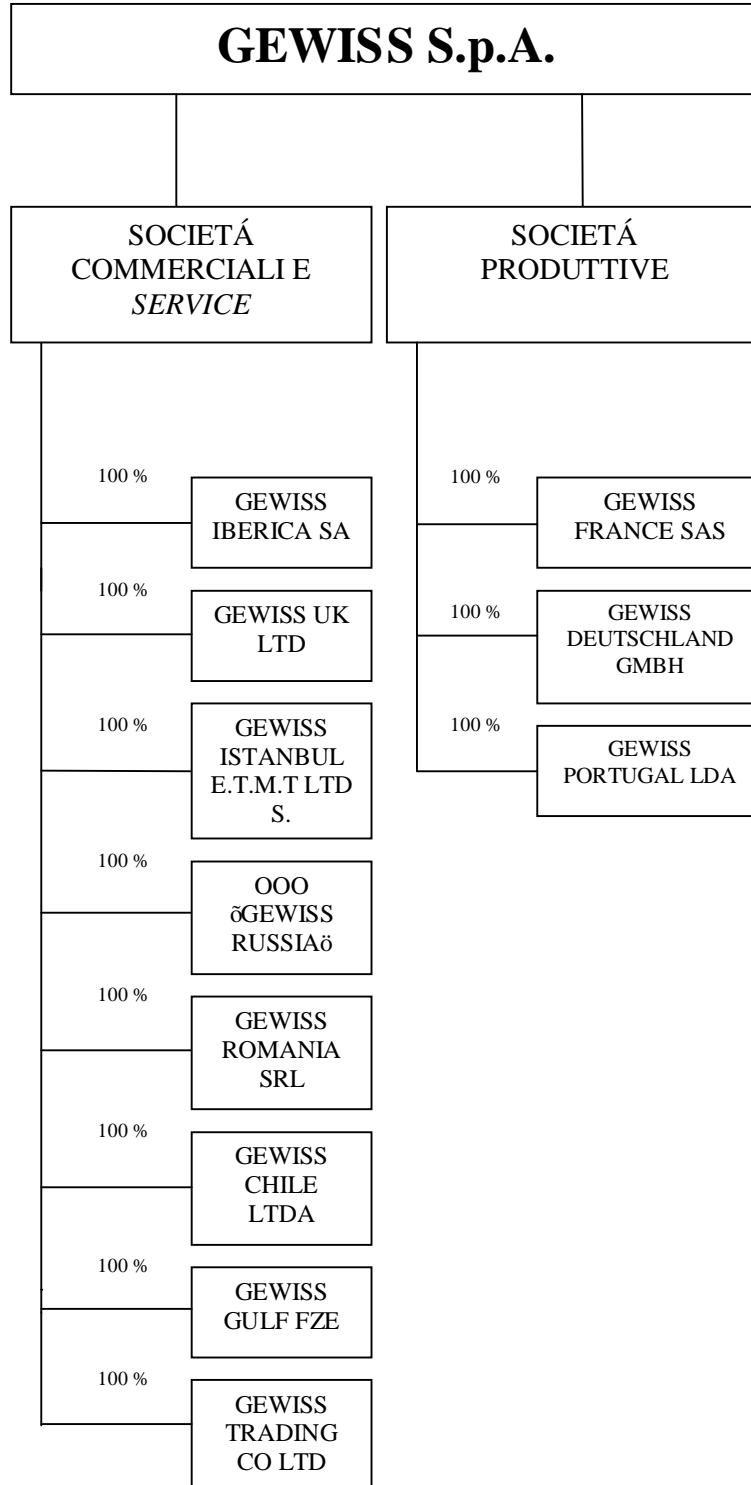 GEWISS S.p.A.
SOCIETÁ
COMMERCIALI E
SERVICE
100 %
GEWISS
IBERICA SA
100 %
GEWISS UK
LTD
100 %
GEWISS
ISTANBUL
E.T.M.T LTD
S.
100 %
OOO
õGEWISS
RUSSIAö
100 %
GEWISS
ROMANIA
SRL
100 %
GEWISS
CHILE
LTDA
100 %
GEWISS
GULF FZE
100 %
GEWISS
TRADING
CO LTD
SOCIETÁ
PRODUTTIVE
100 %
GEWISS
FRANCE SAS
100 %
GEWISS
DEUTSCHLAND
GMBH
100 %
GEWISS
PORTUGAL LDA